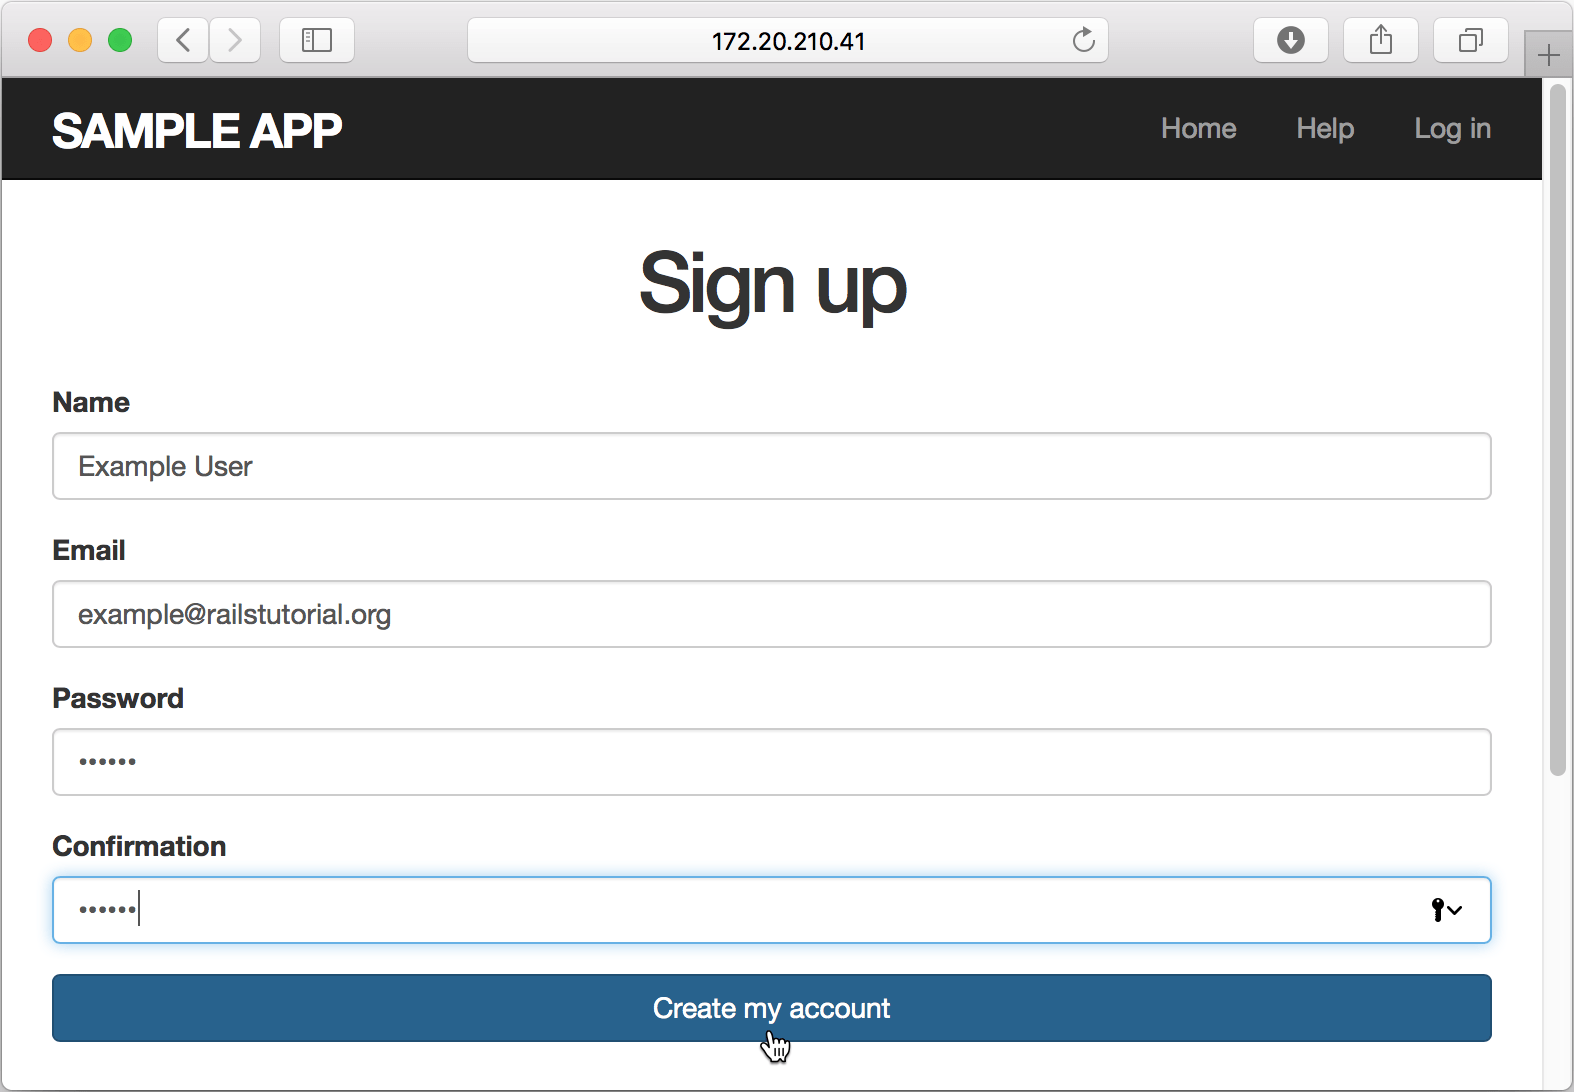 172.20.210.41
SAMPLE APP
Home Help Log in
Sign up
Name
Example User
Email
example@railstutorial.org
Password
••••••
Confirmation
••••••
Create my account